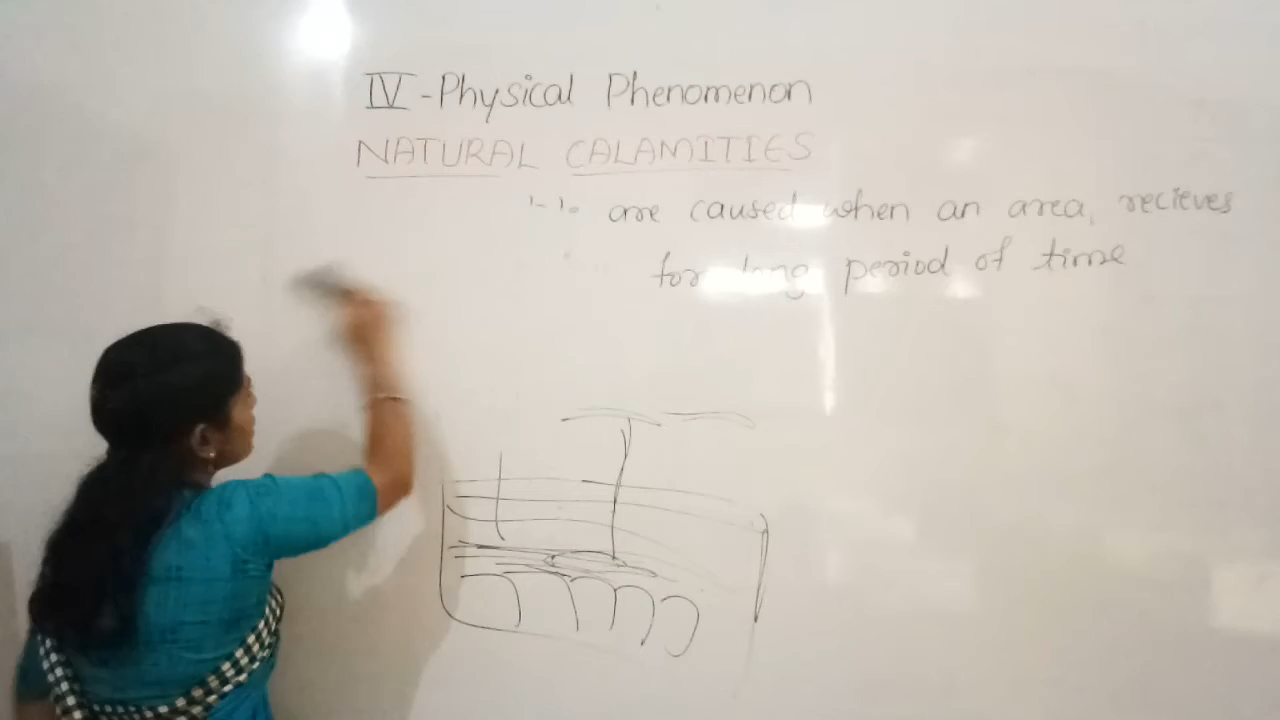 IV - Physical Phenomenon
NATURAL CALAMITIES
are caused when an area, recieves
for long period of time